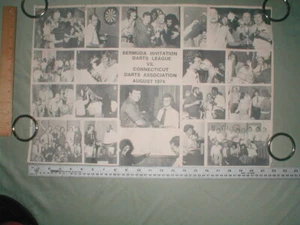 BERMUDA INVITATION
DARTS LEAGUE
VS.
CONNECTICUT
DARTS ASSOCIATION
AUGUST 1974